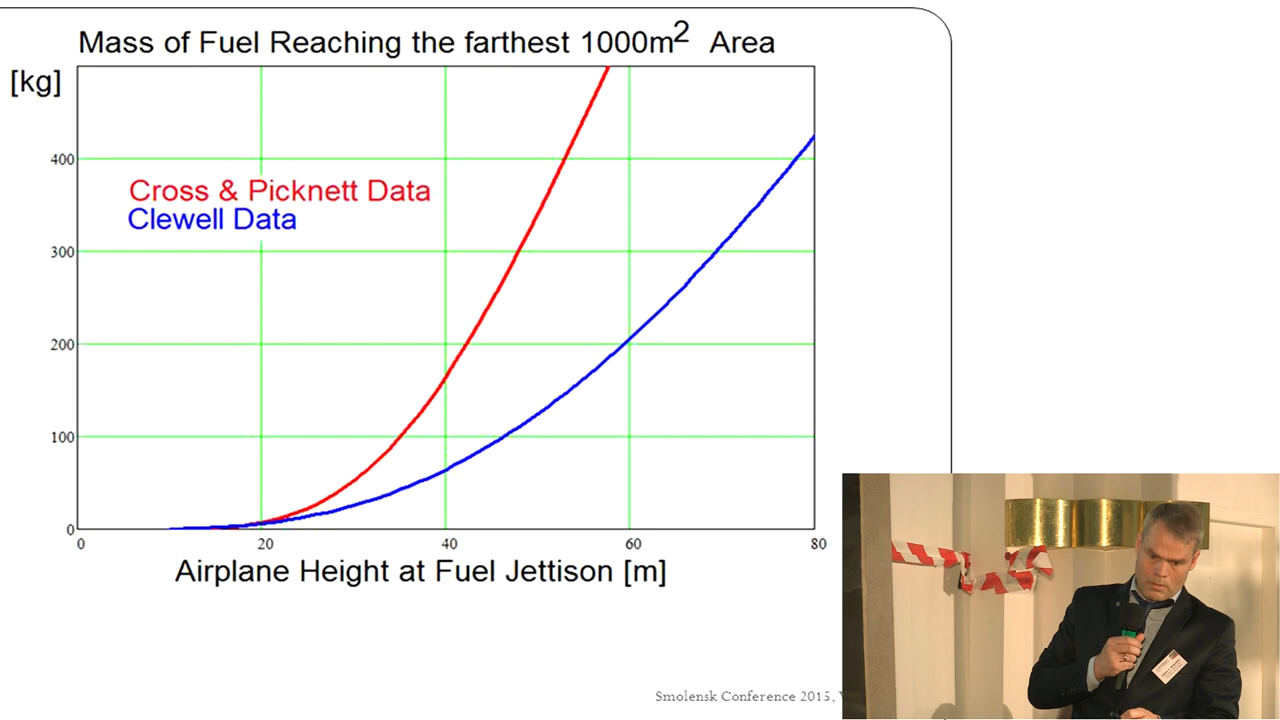 Mass of Fuel Reaching the farthest 1000m² Area
[kg]
400
300
200
100
0
Cross & Picknett Data
Clewell Data
0 20 40 60 80
Airplane Height at Fuel Jettison [m]
Smolensk Conference 2015,